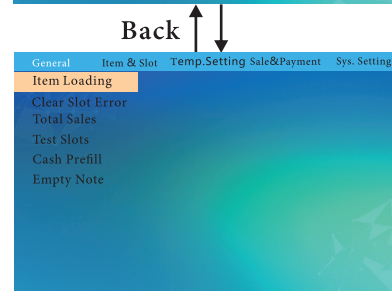 Back
General Item & Slot Temp.Setting Sale&Payment Sys. Setting
Item Loading
Clear Slot Error
Total Sales
Test Slots
Cash Prefill
Empty Note